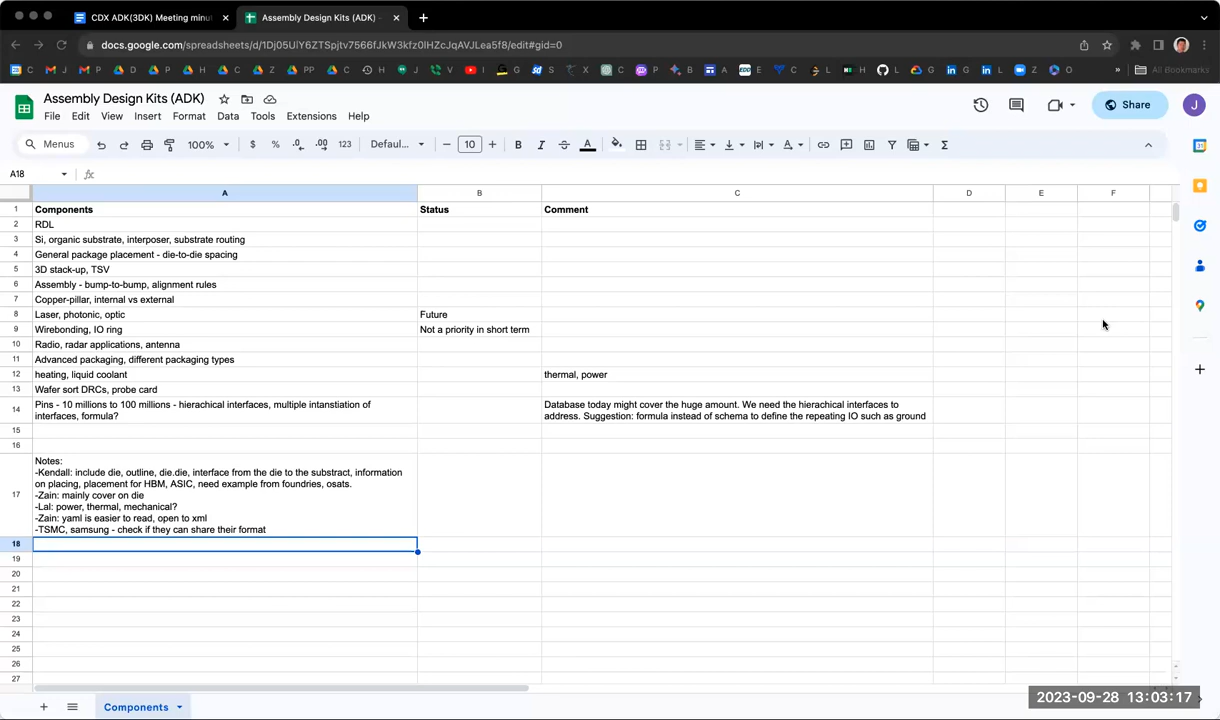 CDX ADK(3DK) Meeting minut
Assembly Design Kits (ADK) -
C M P D P H C Z PP C H J V I G S X C P B A E C L H L G G L Z O » All Bookmarks
Assembly Design Kits (ADK)
File Edit View Insert Format Data Tools Extensions Help
Share
J
Menus 100% $ % .0 .00 123 Defaul... 10 B I A
A18 fx
A B C D E F
1 Components Status Comment
2 RDL
3 Si, organic substrate, interposer, substrate routing
4 General package placement - die-to-die spacing
5 3D stack-up, TSV
6 Assembly - bump-to-bump, alignment rules
7 Copper-pillar, internal vs external
8 Laser, photonic, optic Future
9 Wirebonding, IO ring Not a priority in short term
10 Radio, radar applications, antenna
11 Advanced packaging, different packaging types
12 heating, liquid coolant thermal, power
13 Wafer sort DRCs, probe card
14 Pins - 10 millions to 100 millions - hierachical interfaces, multiple intanstiation of
interfaces, formula?
Database today might cover the huge amount. We need the hierachical interfaces to
address. Suggestion: formula instead of schema to define the repeating IO such as ground
15
16
17 Notes:
-Kendall: include die, outline, die.die, interface from the die to the substract, information
on placing, placement for HBM, ASIC, need example from foundries, osats.
-Zain: mainly cover on die
-Lal: power, thermal, mechanical?
-Zain: yaml is easier to read, open to xml
-TSMC, samsung - check if they can share their format
18
19
20
21
22
23
24
25
26
27
Components
2023-09-28 13:03:17